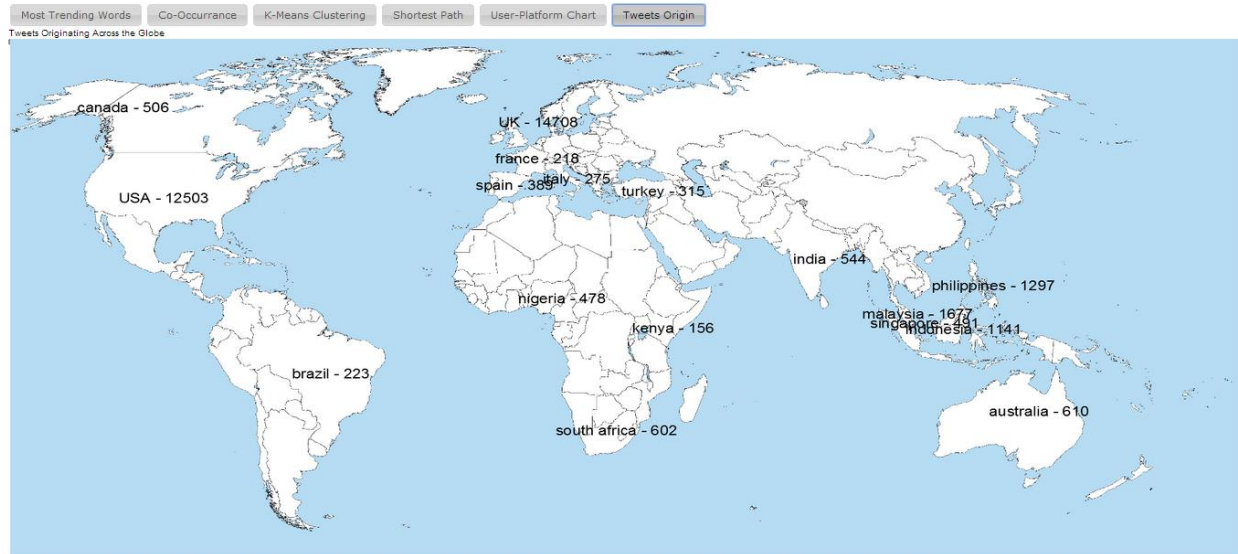 Most Trending Words
Co-Occurrance
K-Means Clustering
Shortest Path
User-Platform Chart
Tweets Origin
Tweets Originating Across the Globe
canada - 506
UK - 14708
france - 218
italy - 275
spain - 389
turkey - 315
USA - 12503
india - 544
philippines - 1297
nigeria - 478
malaysia - 1677
singapore - 491
indonesia - 1141
kenya - 156
brazil - 223
australia - 610
south africa - 602